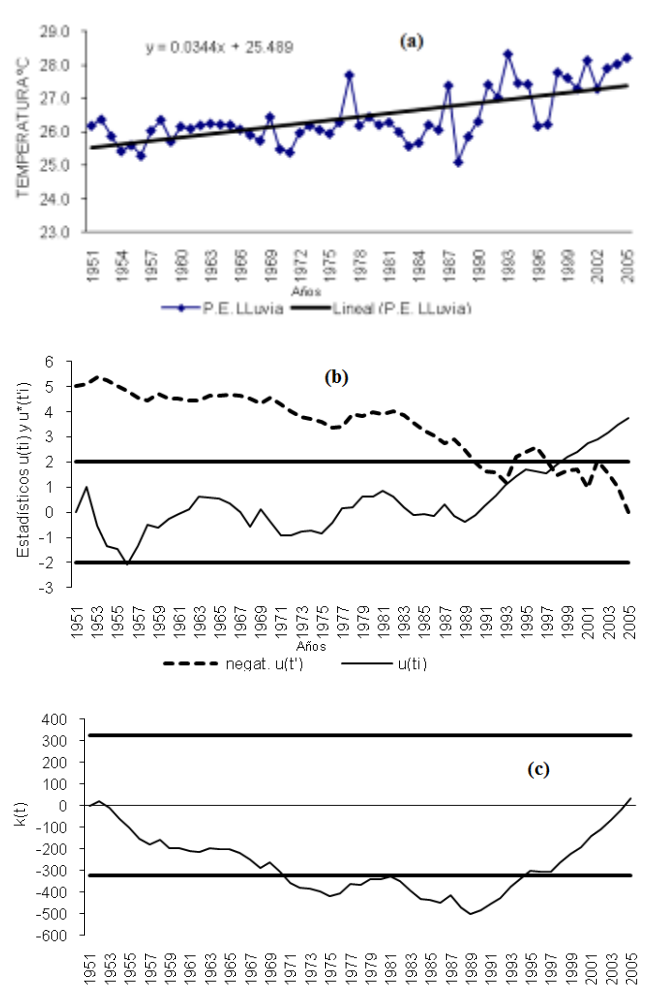 (a)
y = 0.0344x + 25.489
TEMPERATURA ºC
29.0
28.0
27.0
26.0
25.0
24.0
23.0
1951 1954 1957 1960 1963 1966 1969 1972 1975 1978 1981 1984 1987 1990 1993 1996 1999 2002 2005
Años
P.E. LLuvia Lineal (P.E. LLuvia)
(b)
Estadísticos u(ti) y u*(t'i)
6
5
4
3
2
1
0
-1
-2
-3
1951 1953 1955 1957 1959 1961 1963 1965 1967 1969 1971 1973 1975 1977 1979 1981 1983 1985 1987 1989 1991 1993 1995 1997 1999 2001 2003 2005
Años
negat. u(t') u(ti)
(c)
k(t)
400
300
200
100
0
-100
-200
-300
-400
-500
-600
1951 1953 1955 1957 1959 1961 1963 1965 1967 1969 1971 1973 1975 1977 1979 1981 1983 1985 1987 1989 1991 1993 1995 1997 1999 2001 2003 2005